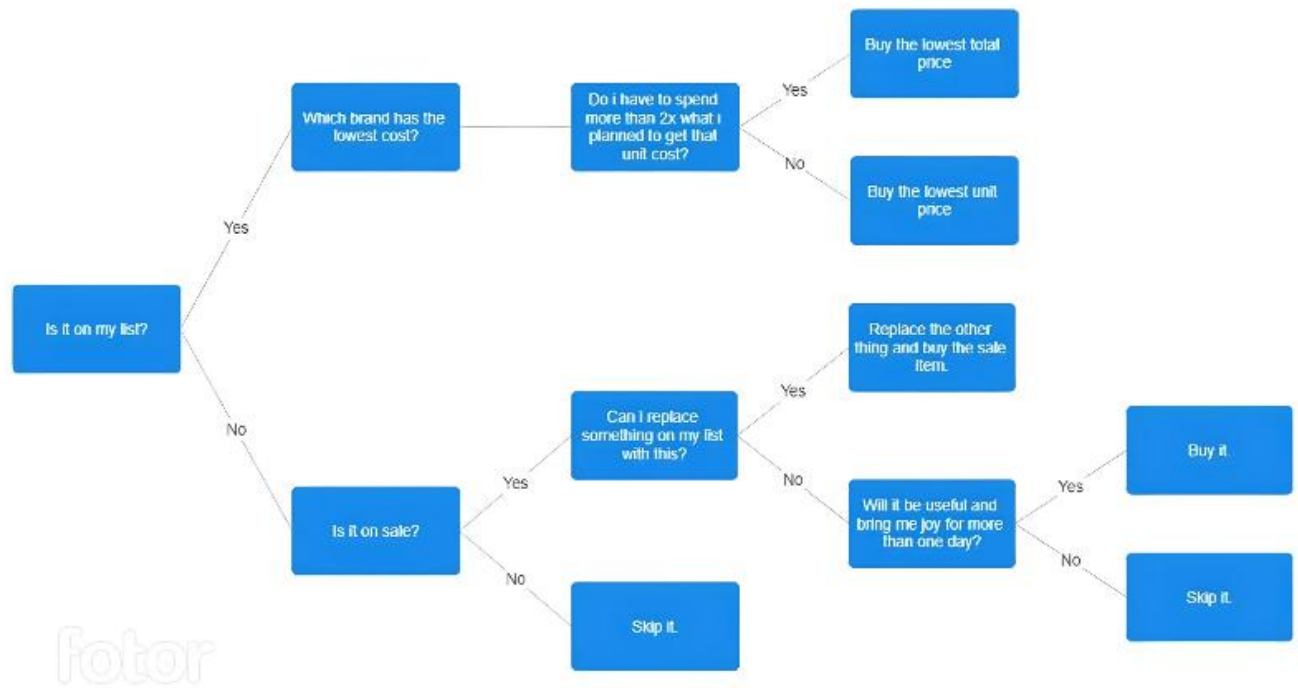 Buy the lowest total
price
Which brand has the
lowest cost?
Do i have to spend
more than 2x what i
planned to get that
unit cost?
Yes
No
Buy the lowest unit
price
Yes
Is it on my list?
No
Replace the other
thing and buy the sale
item.
Can I replace
something on my list
with this?
Yes
No
Is it on sale?
Yes
No
Will it be useful and
bring me joy for more
than one day?
Yes
No
Buy it.
Skip it.
Skip it.
fotor